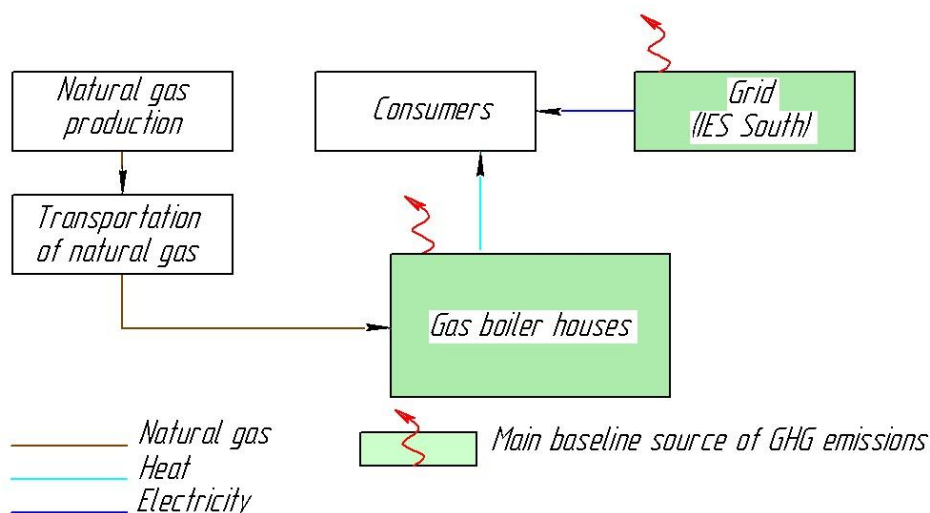 Natural gas
production
Consumers
Grid
(IES South)
Transportation
of natural gas
Gas boiler houses
Natural gas
Heat
Electricity
Main baseline source of GHG emissions